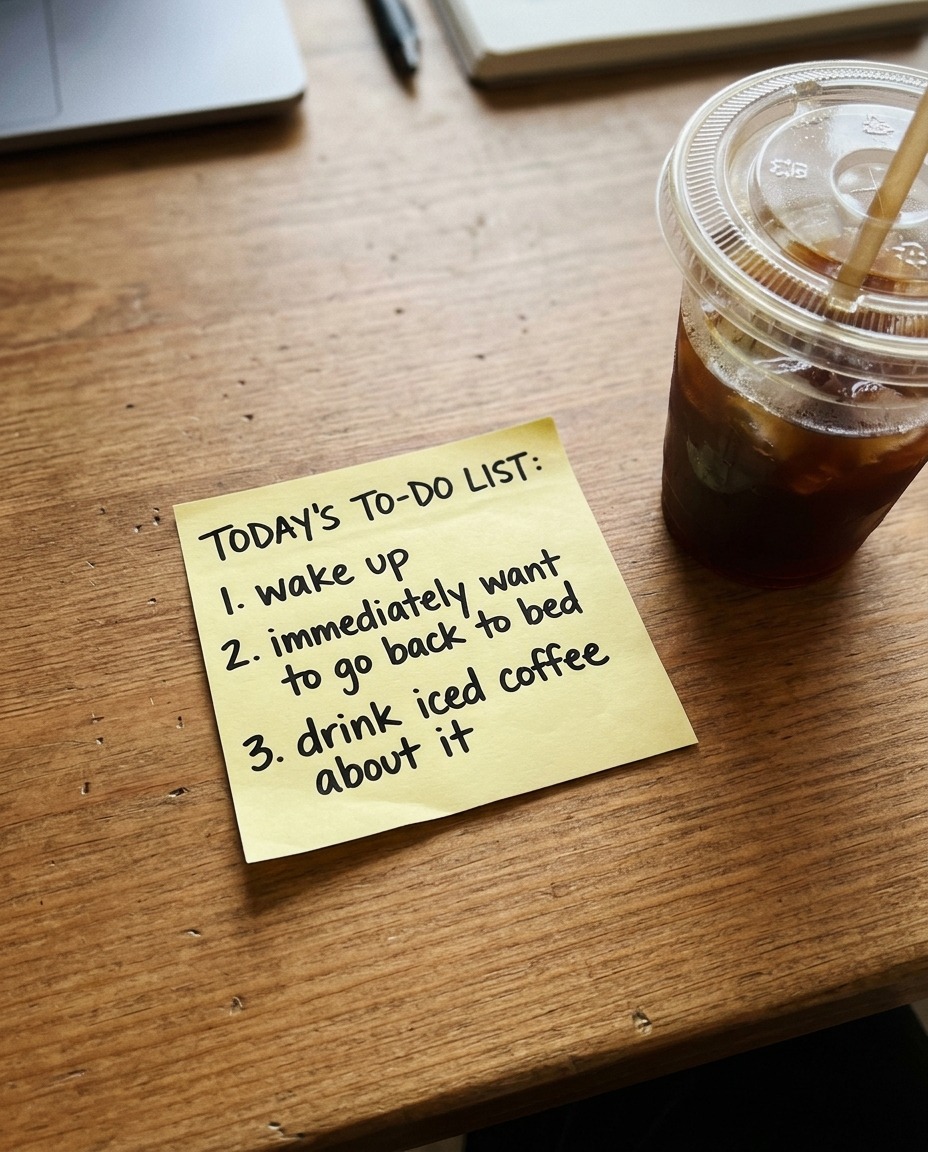 TODAY'S TO-DO LIST:
1. wake up
2. immediately want
to go back to bed
3. drink iced coffee
about it